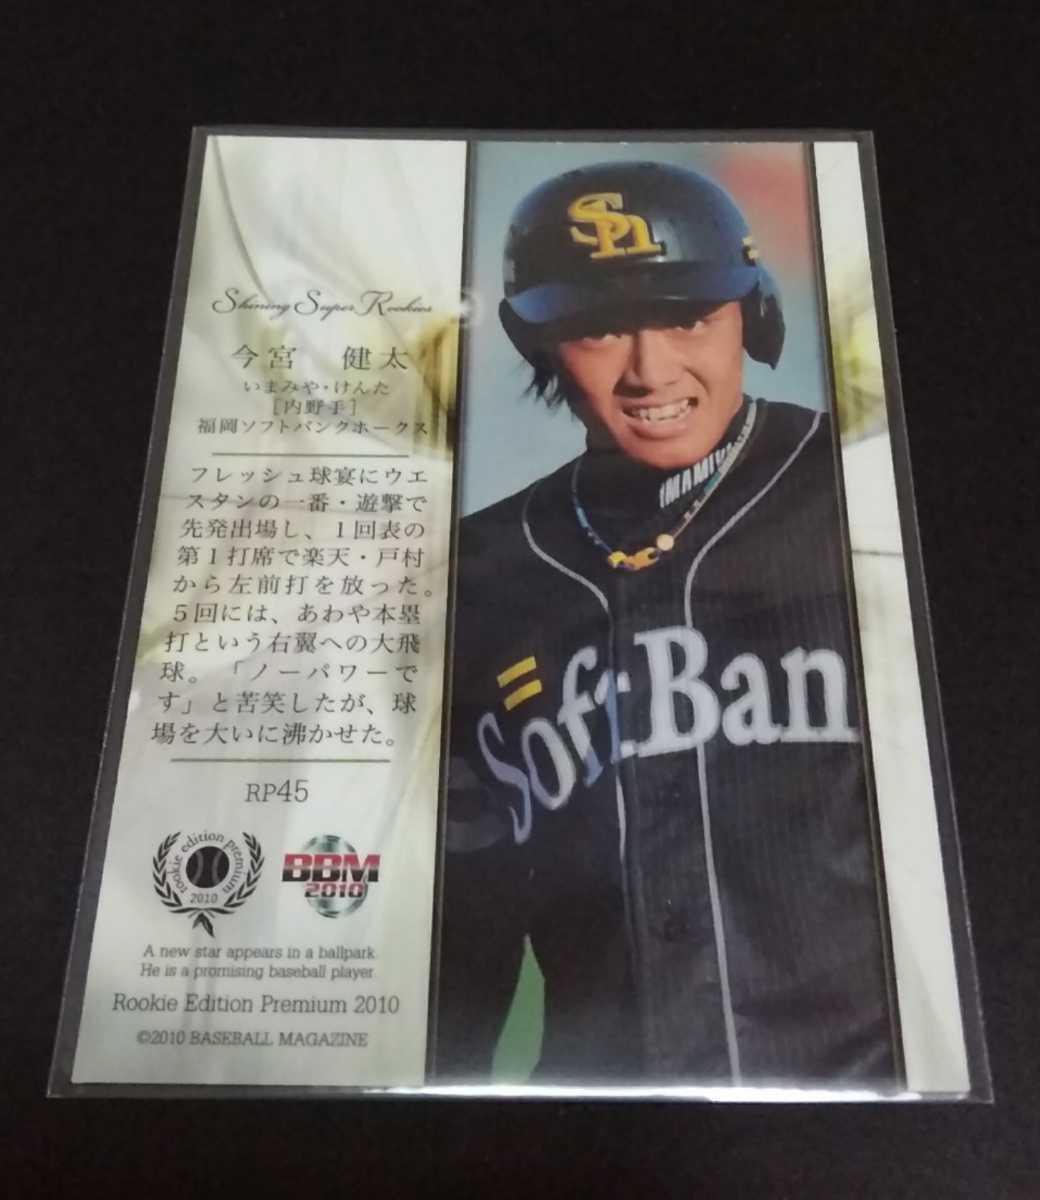 Shining Super Rookies
今宮 健太
いまみや・けんた
［内野手］
福岡ソフトバンクホークス
フレッシュ球宴にウエ
スタンの一番・遊撃で
先発出場し、1回表の
第1打席で楽天・戸村
から左前打を放った。
5回には、あわや本塁
打という右翼への大飛
球。「ノーパワーで
す」と苦笑したが、球
場を大いに沸かせた。
RP45
rookie edition premium
2010
BBM
2010
A new star appears in a ballpark.
He is a promising baseball player
Rookie Edition Premium 2010
©2010 BASEBALL MAGAZINE
Sh
IMAMIYA
SoftBan